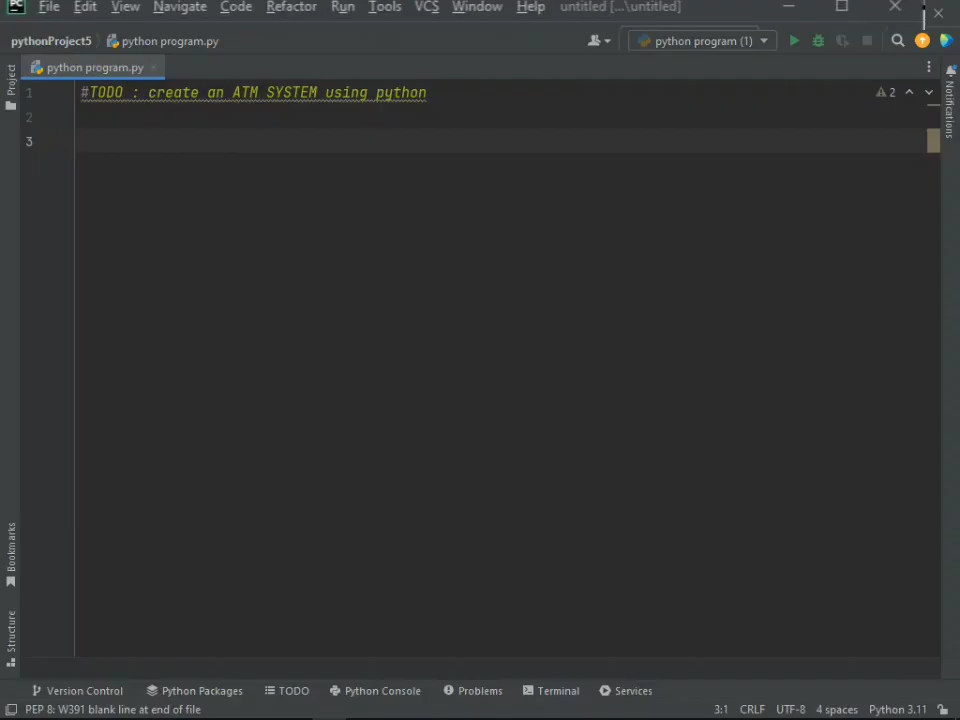 PC File Edit View Navigate Code Refactor Run Tools VCS Window Help untitled [...\untitled]
pythonProject5 python program.py python program (1)
Project python program.py
1 #TODO : create an ATM SYSTEM using python 2
2
3
Notifications
Bookmarks
Structure
Version Control Python Packages TODO Python Console Problems Terminal Services
PEP 8: W391 blank line at end of file 3:1 CRLF UTF-8 4 spaces Python 3.11